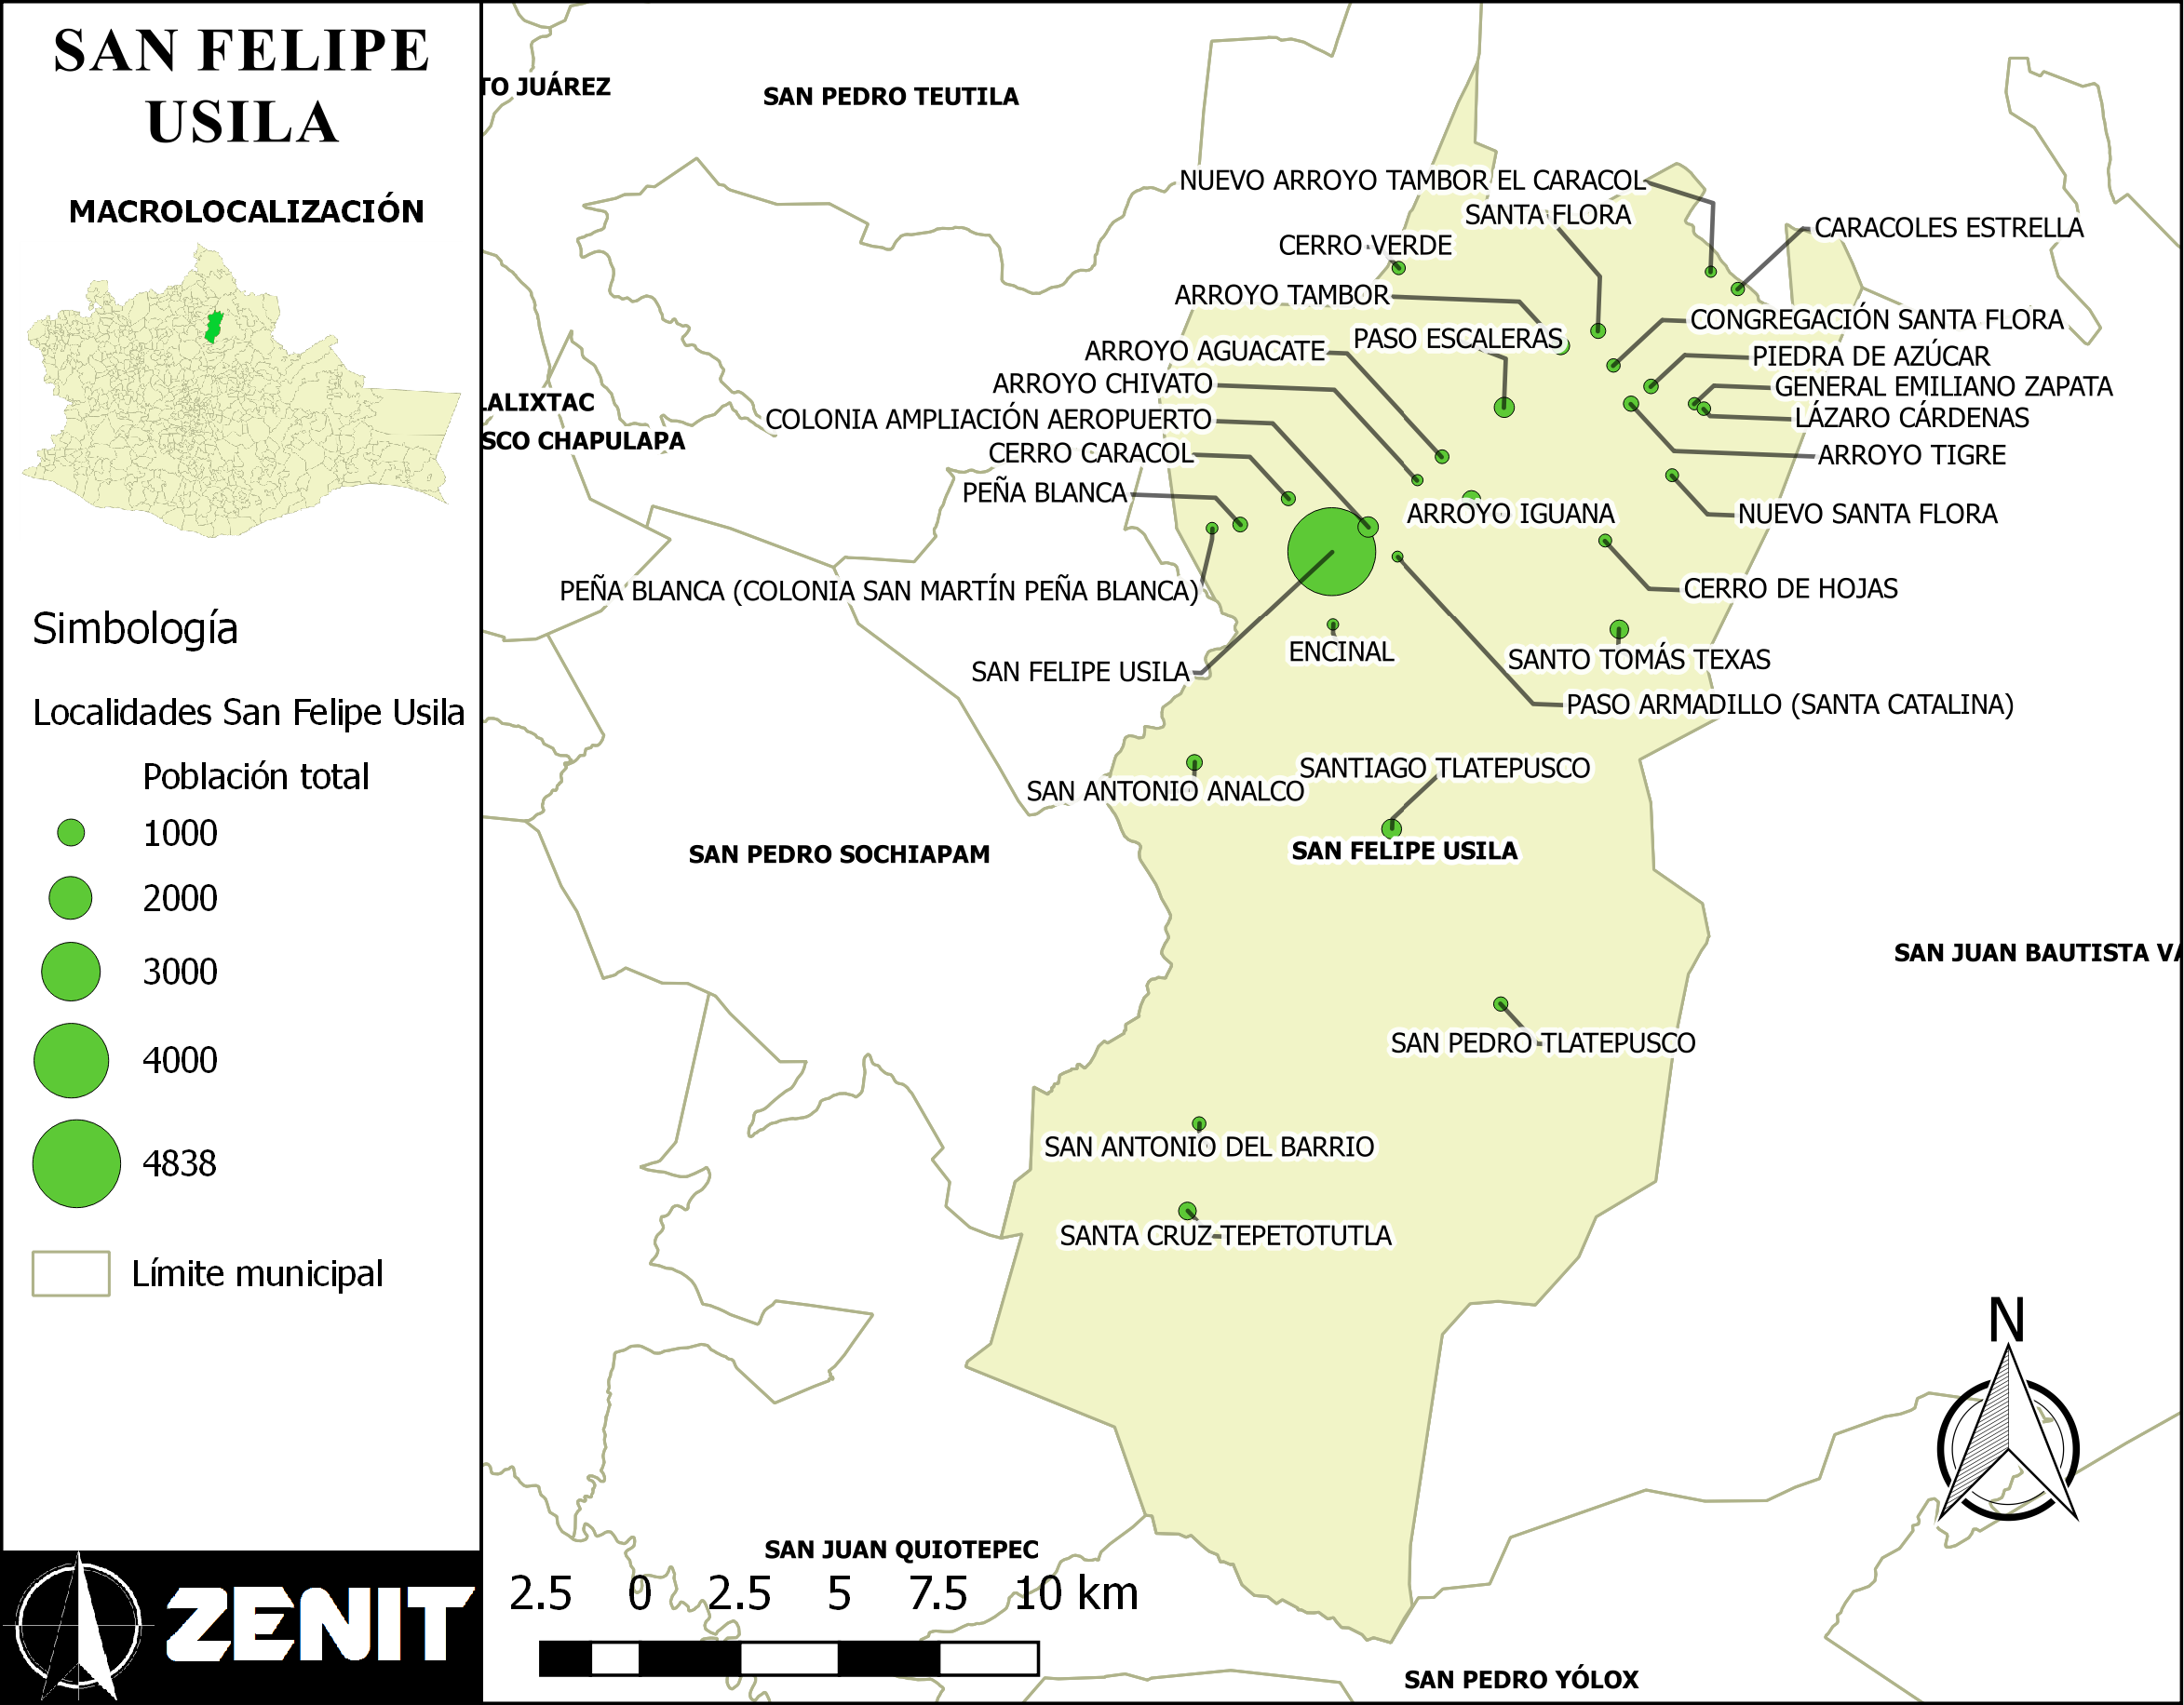 SAN FELIPE
USILA
MACROLOCALIZACIÓN
Simbología
Localidades San Felipe Usila
Población total
1000
2000
3000
4000
4838
Límite municipal
ZENIT
TO JUÁREZ
SAN PEDRO TEUTILA
NUEVO ARROYO TAMBOR EL CARACOL
SANTA FLORA
CARACOLES ESTRELLA
CERRO VERDE
ARROYO TAMBOR
CONGREGACIÓN SANTA FLORA
PASO ESCALERAS
ARROYO AGUACATE
PIEDRA DE AZÚCAR
ARROYO CHIVATO
GENERAL EMILIANO ZAPATA
LALIXTAC
COLONIA AMPLIACIÓN AEROPUERTO
LÁZARO CÁRDENAS
SCO CHAPULAPA
CERRO CARACOL
ARROYO TIGRE
PEÑA BLANCA
ARROYO IGUANA
NUEVO SANTA FLORA
PEÑA BLANCA (COLONIA SAN MARTÍN PEÑA BLANCA)
CERRO DE HOJAS
ENCINAL
SANTO TOMÁS TEXAS
SAN FELIPE USILA
PASO ARMADILLO (SANTA CATALINA)
SANTIAGO TLATEPUSCO
SAN ANTONIO ANALCO
SAN PEDRO SOCHIAPAM
SAN FELIPE USILA
SAN JUAN BAUTISTA VA
SAN PEDRO TLATEPUSCO
SAN ANTONIO DEL BARRIO
SANTA CRUZ TEPETOTUTLA
N
SAN JUAN QUIOTEPEC
2.5 0 2.5 5 7.5 10 km
SAN PEDRO YÓLOX